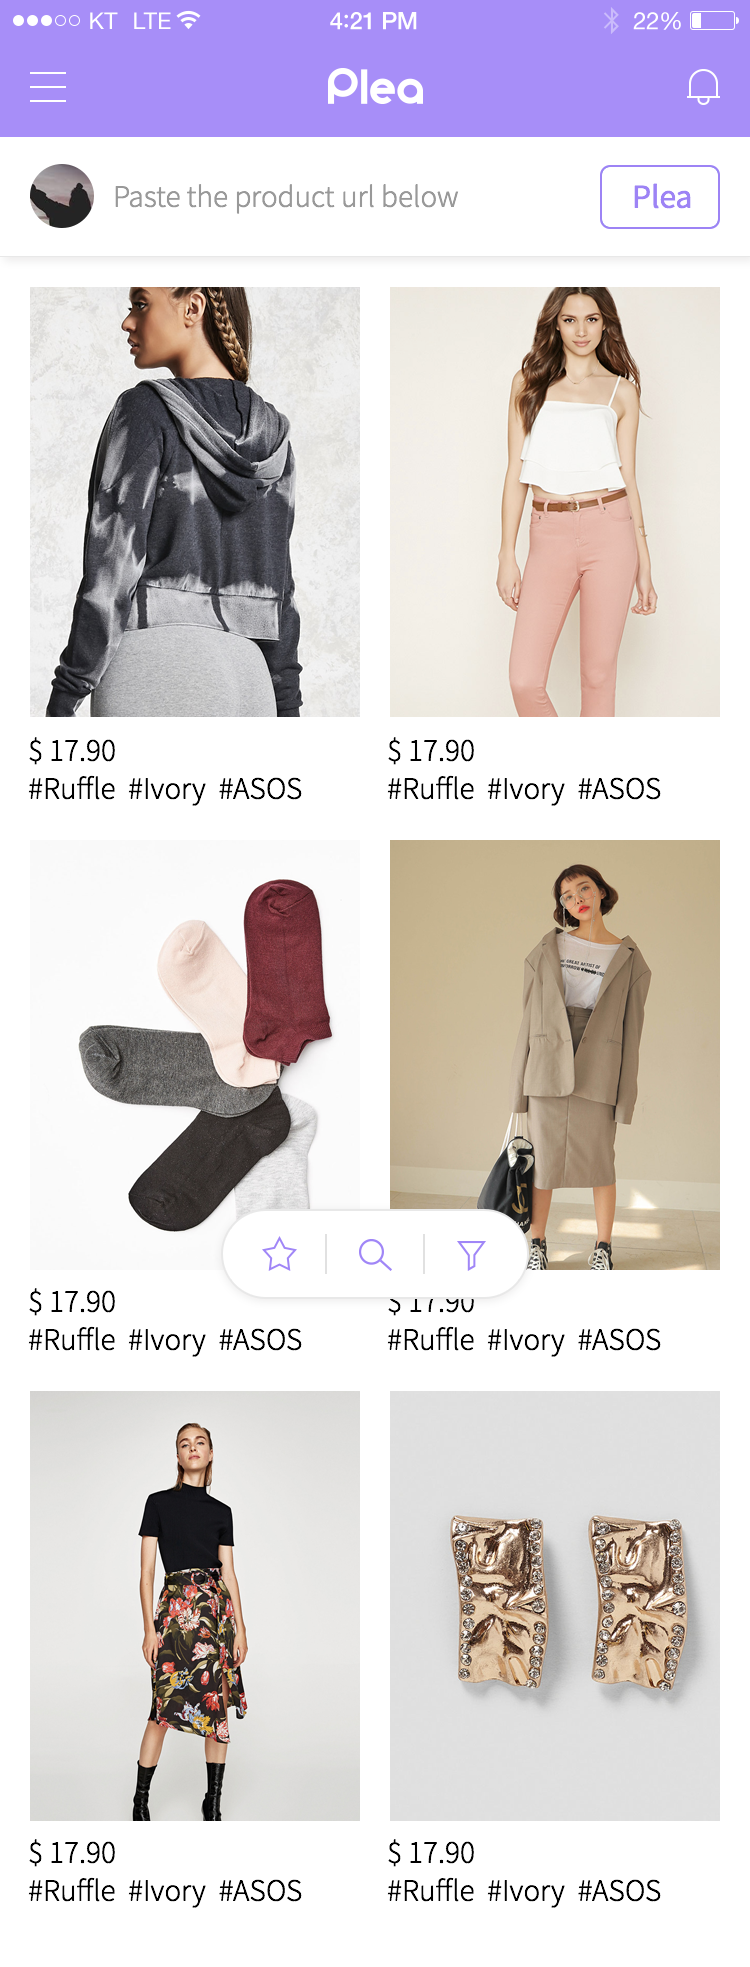 KT LTE 4:21 PM 22%
Plea
Paste the product url below Plea
$ 17.90 $ 17.90
#Ruffle #Ivory #ASOS #Ruffle #Ivory #ASOS
$ 17.90 $ 17.90
#Ruffle #Ivory #ASOS #Ruffle #Ivory #ASOS
$ 17.90 $ 17.90
#Ruffle #Ivory #ASOS #Ruffle #Ivory #ASOS